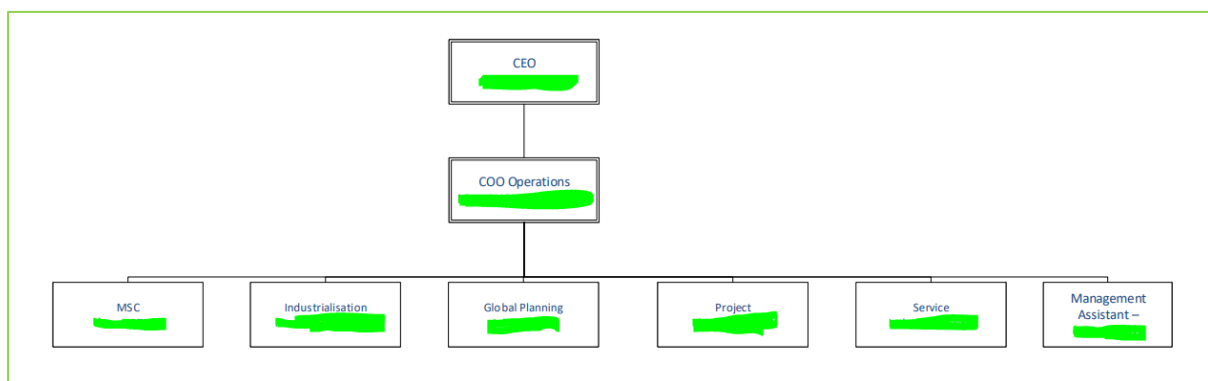 CEO
COO Operations
MSC
Industrialisation
Global Planning
Project
Service
Management
Assistant –